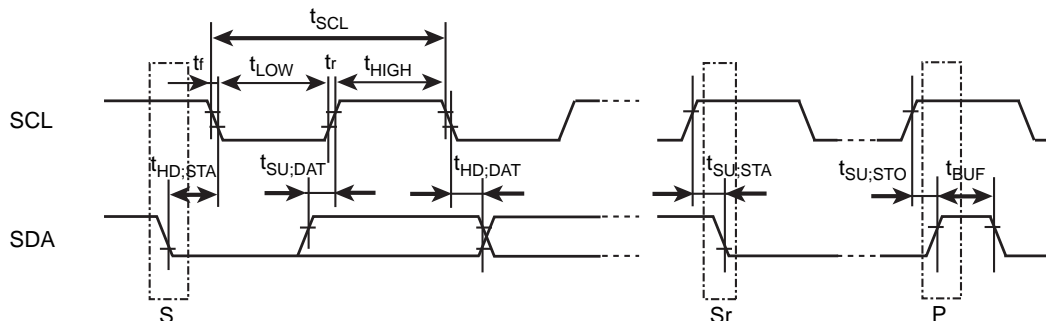 tSCL
tf tLOW tr tHIGH
SCL
tHD;STA tSU;DAT tHD;DAT tSU;STA tSU;STO tBUF
SDA
S Sr P